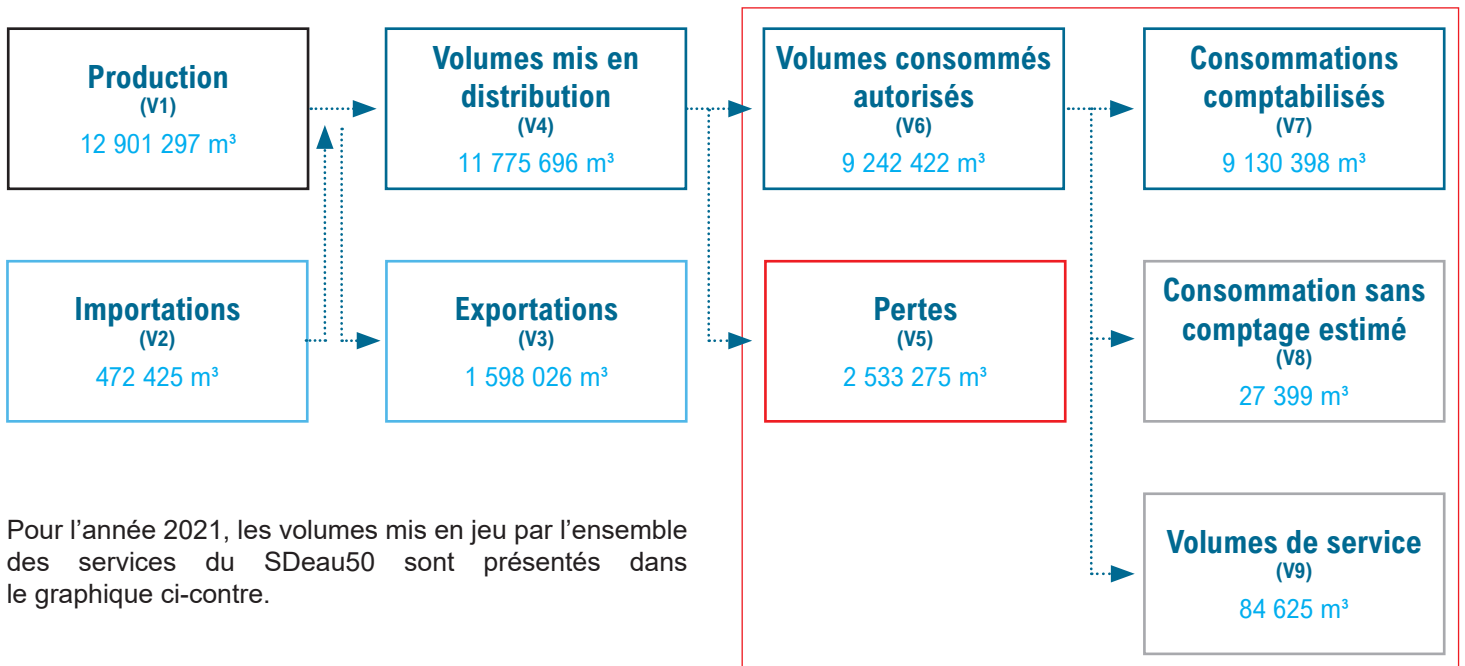 Production
(V1)
12 901 297 m³
Volumes mis en
distribution
(V4)
11 775 696 m³
Volumes consommés
autorisés
(V6)
9 242 422 m³
Consommations
comptabilisés
(V7)
9 130 398 m³
Importations
(V2)
472 425 m³
Exportations
(V3)
1 598 026 m³
Pertes
(V5)
2 533 275 m³
Consommation sans
comptage estimé
(V8)
27 399 m³
Volumes de service
(V9)
84 625 m³
Pour l’année 2021, les volumes mis en jeu par l’ensemble
des services du SDeau50 sont présentés dans
le graphique ci-contre.